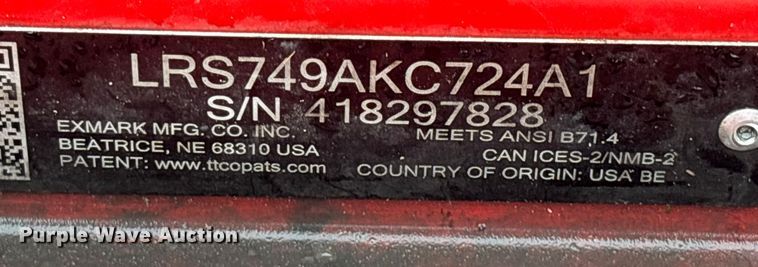 LRS749AKC724A1
S/N 418297828
EXMARK MFG. CO. INC.
BEATRICE, NE 68310 USA
PATENT: www.ttcopats.com
MEETS ANSI B71.4
CAN ICES-2/NMB-2
COUNTRY OF ORIGIN: USA BE
Purple Wave Auction